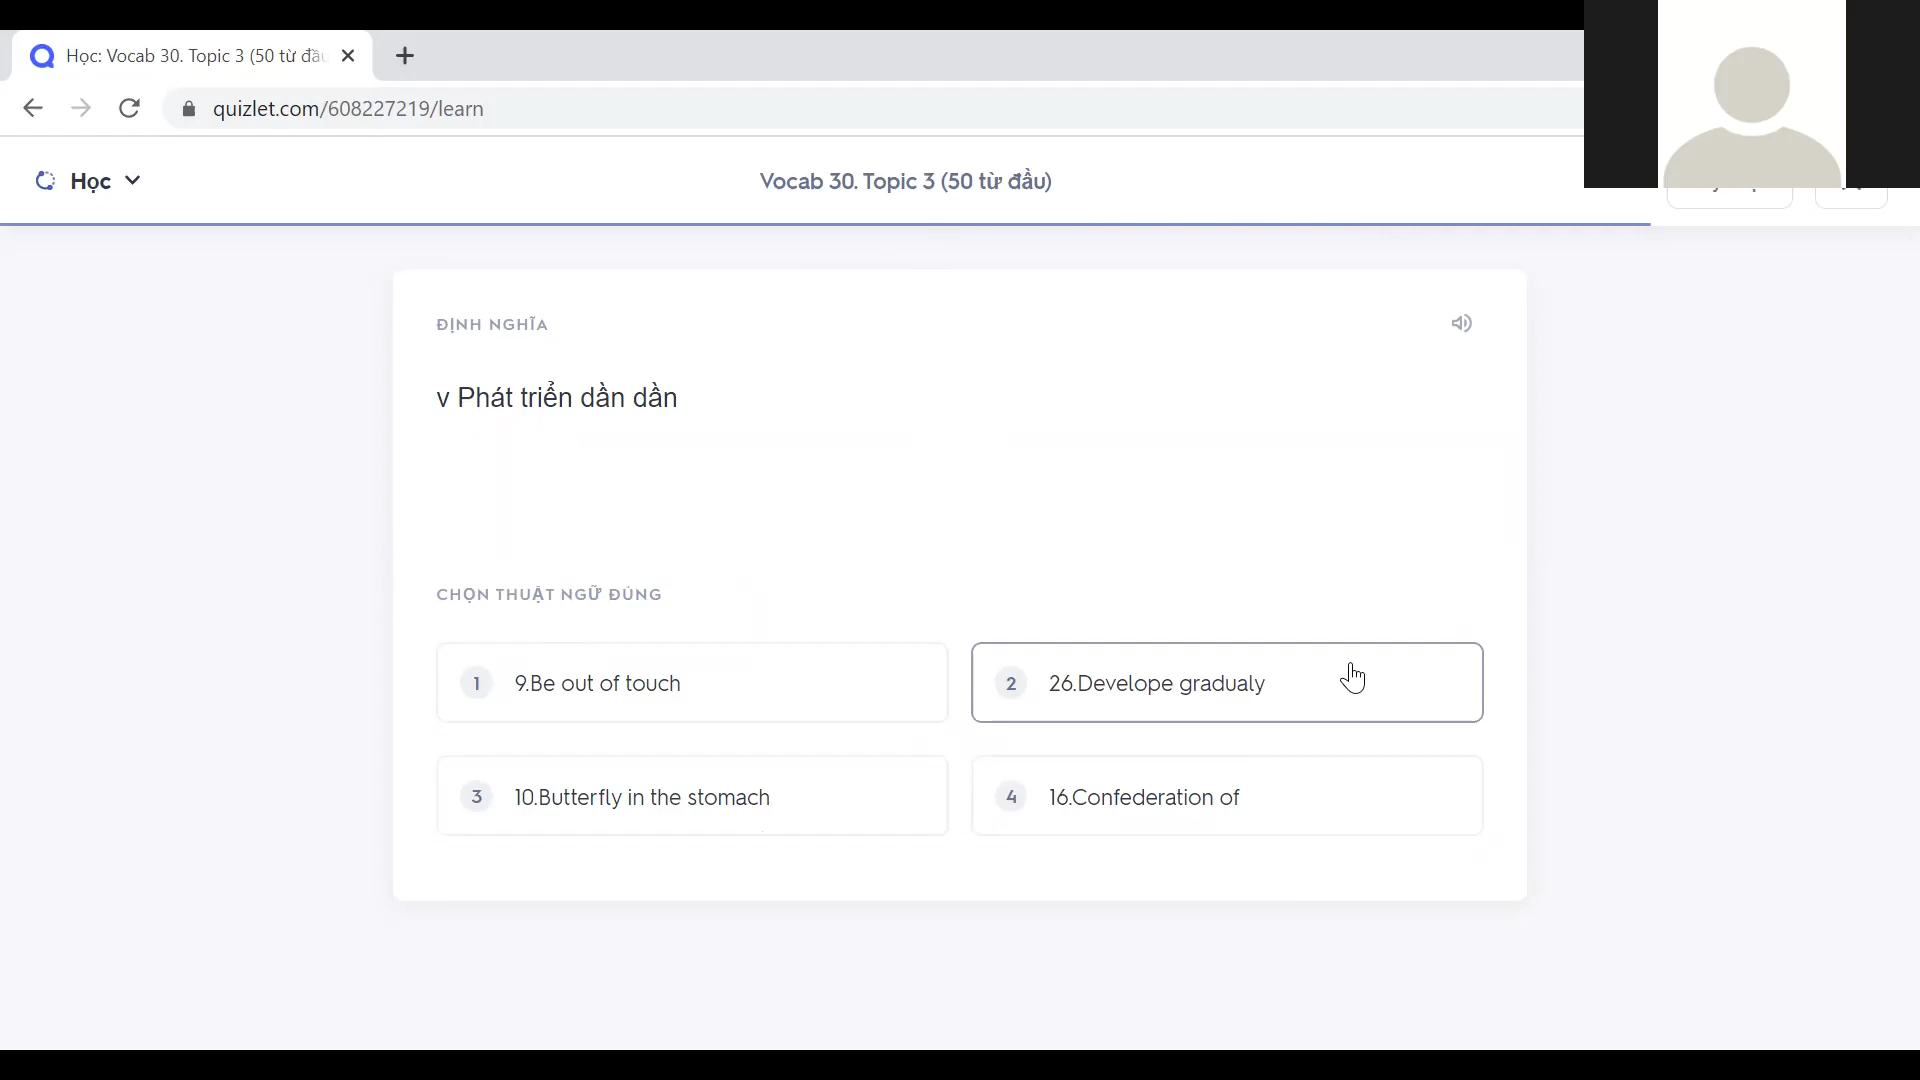 Học: Vocab 30. Topic 3 (50 từ đầu
quizlet.com/608227219/learn
Học
Vocab 30. Topic 3 (50 từ đầu)
ĐỊNH NGHĨA
v Phát triển dần dần
CHỌN THUẬT NGỮ ĐÚNG
1 9.Be out of touch
2 26.Develope gradualy
3 10.Butterfly in the stomach
4 16.Confederation of